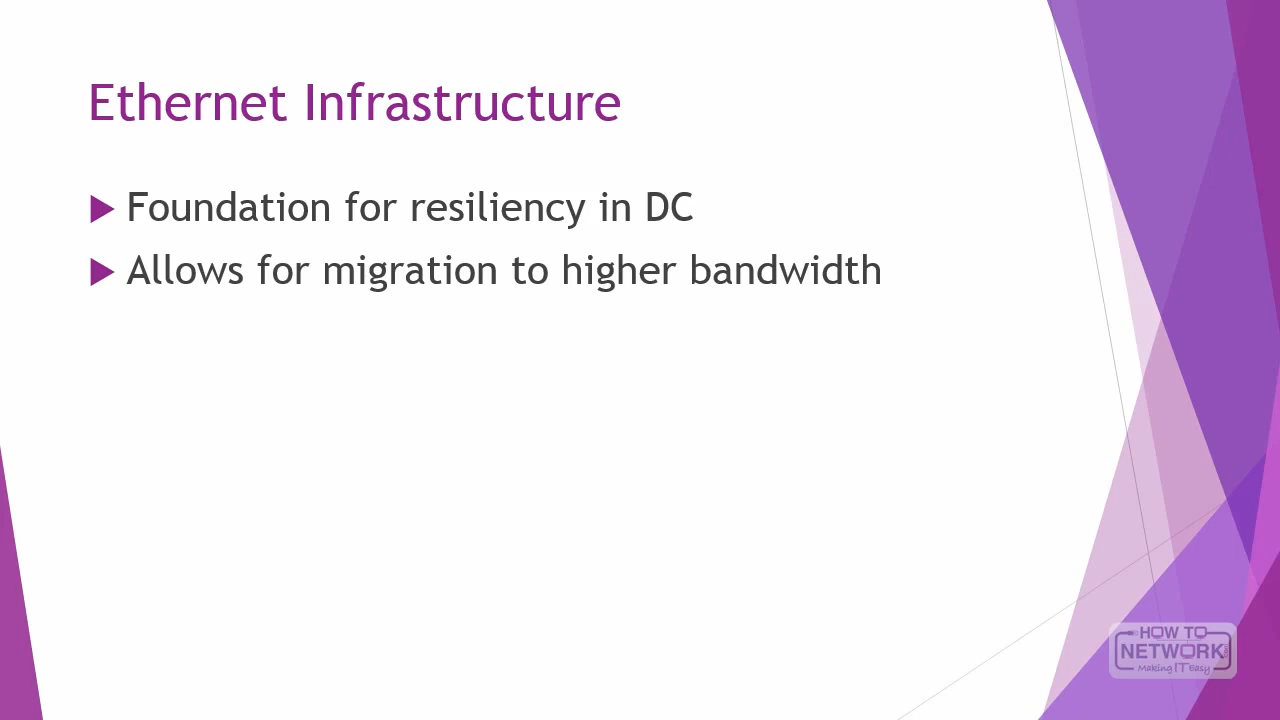 Ethernet Infrastructure
Foundation for resiliency in DC
Allows for migration to higher bandwidth
HOW TO
NETWORK
Making IT Easy